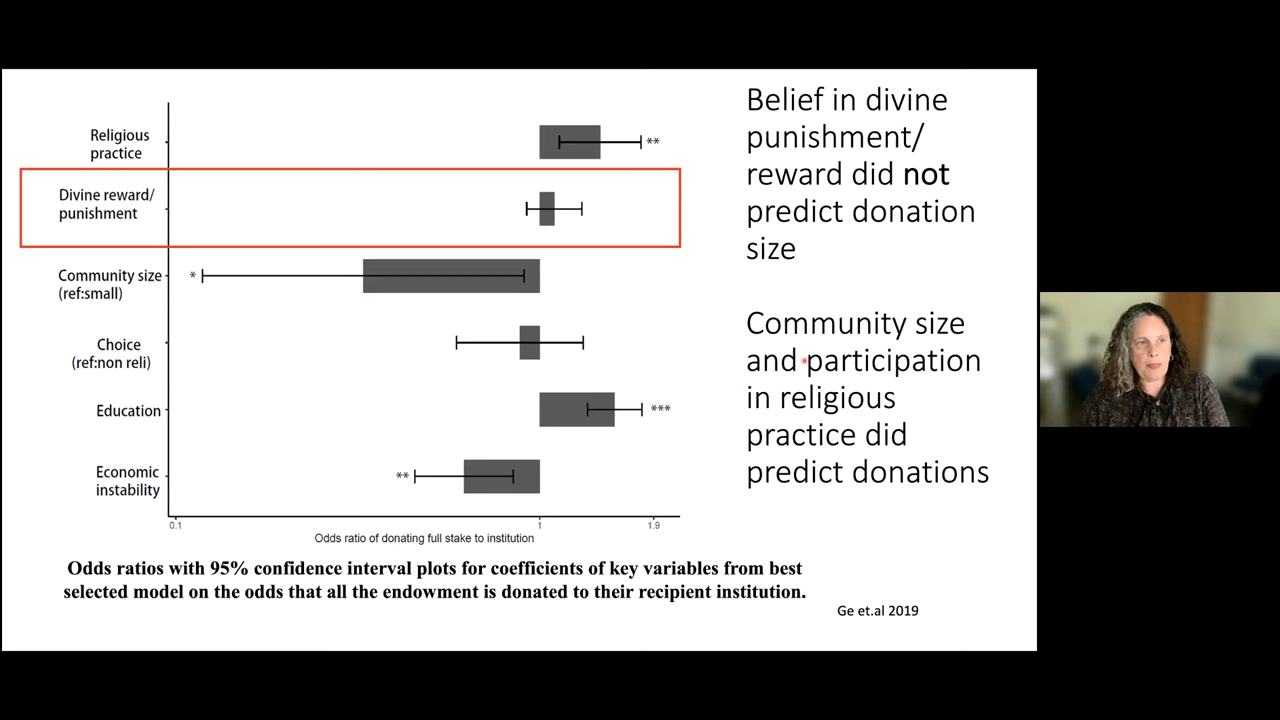 Religious
practice
**
Divine reward/
punishment
Community size
(ref:small)
*
Choice
(ref:non reli)
Education
***
Economic
instability
**
0.1
1
1.9
Odds ratio of donating full stake to institution
Odds ratios with 95% confidence interval plots for coefficients of key variables from best
selected model on the odds that all the endowment is donated to their recipient institution.
Belief in divine
punishment/
reward did not
predict donation
size
Community size
and participation
in religious
practice did
predict donations
Ge et.al 2019